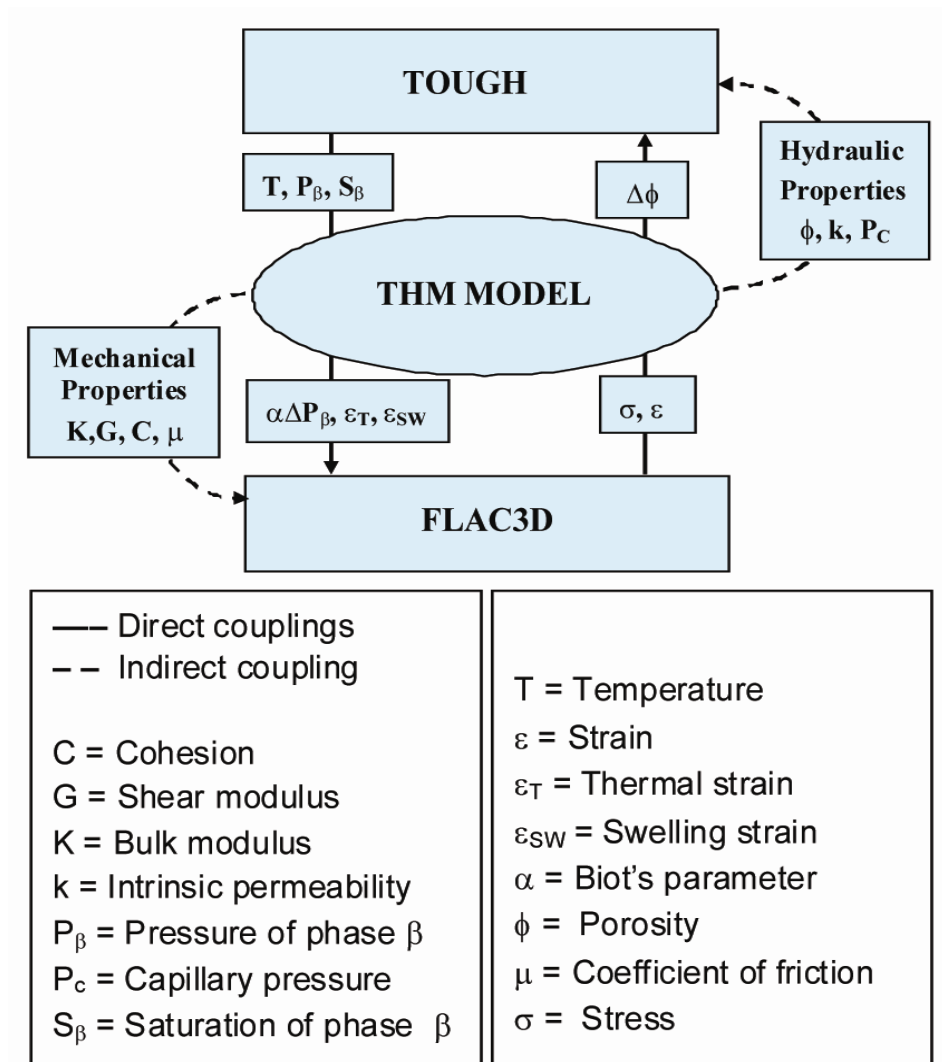 TOUGH
T, Pβ, Sβ
Δϕ
Hydraulic
Properties
ϕ, k, PC
THM MODEL
Mechanical
Properties
K,G, C, μ
αΔPβ, εT, εSW
σ, ε
FLAC3D
Direct couplings
Indirect coupling
C = Cohesion
G = Shear modulus
K = Bulk modulus
k = Intrinsic permeability
Pβ = Pressure of phase β
Pc = Capillary pressure
Sβ = Saturation of phase β
T = Temperature
ε = Strain
εT = Thermal strain
εSW = Swelling strain
α = Biot's parameter
ϕ = Porosity
μ = Coefficient of friction
σ = Stress